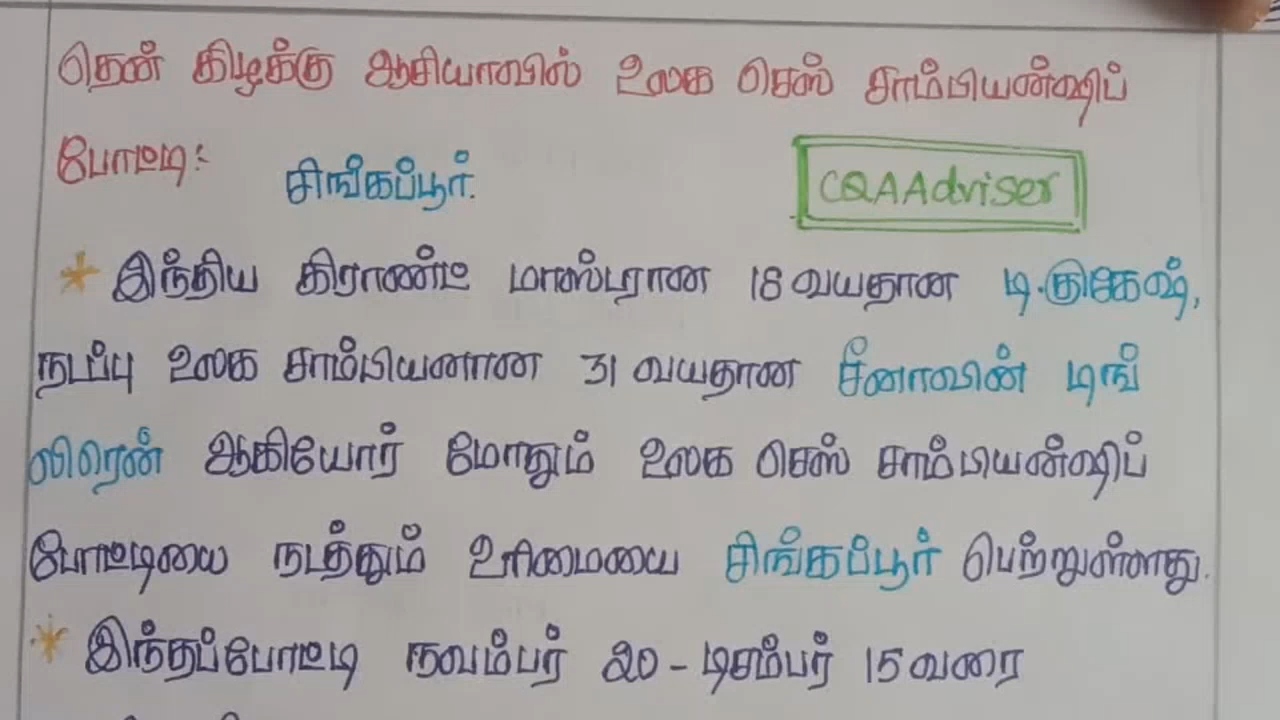 தென் கிழக்கு ஆசியாவில் உலக செஸ் சாம்பியன்ஷிப்
போட்டி: சிங்கப்பூர்.
CQAAdviser
* இந்திய கிராண்ட் மாஸ்டரான 18 வயதான டி.குகேஷ்,
நடப்பு உலக சாம்பியனான 31 வயதான சீனாவின் டிங்
லிரென் ஆகியோர் மோதும் உலக செஸ் சாம்பியன்ஷிப்
போட்டியை நடத்தும் உரிமையை சிங்கப்பூர் பெற்றுள்ளது.
* இந்தப்போட்டி நவம்பர் 20 - டிசம்பர் 15 வரை